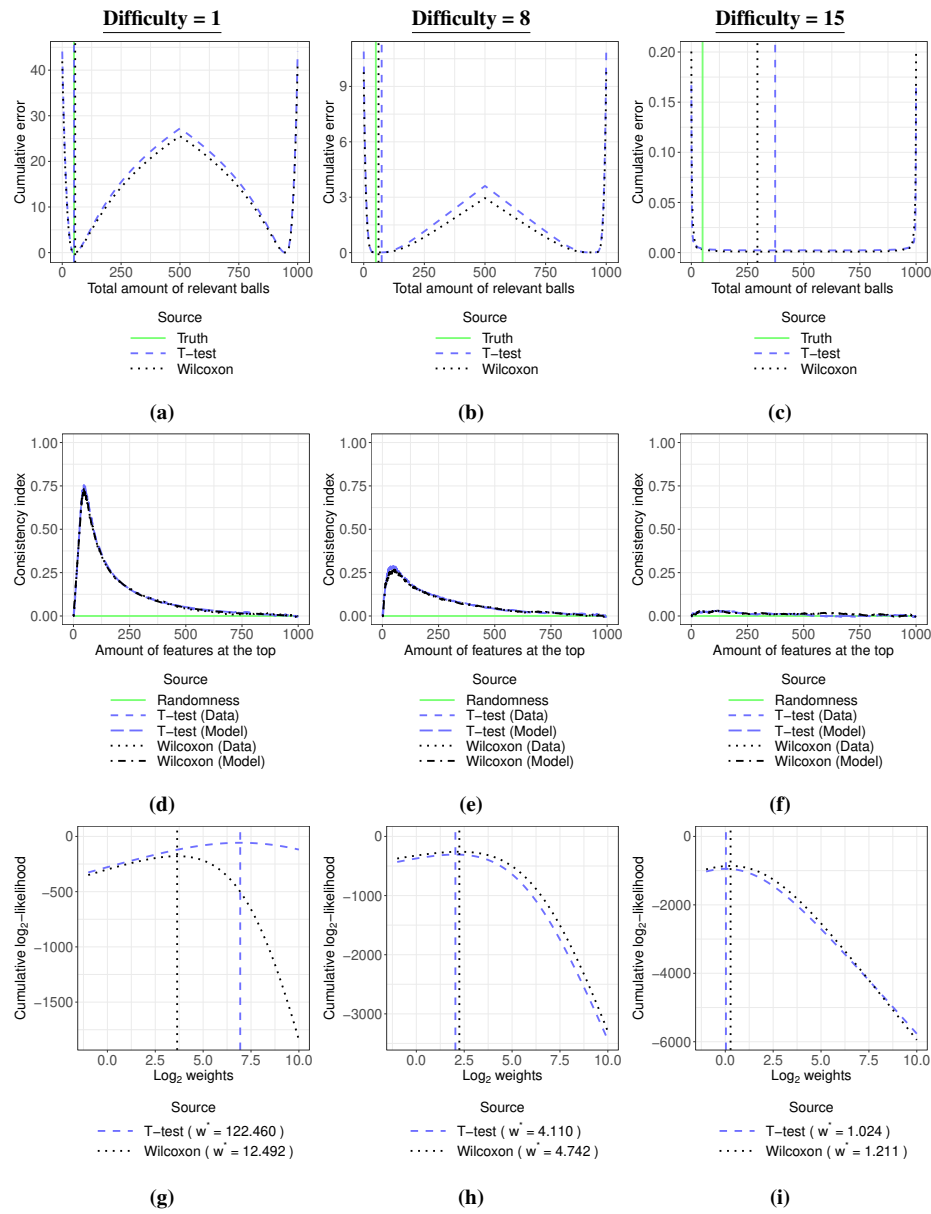 Difficulty = 1
Difficulty = 8
Difficulty = 15
Cumulative error
40
30
20
10
0
0
250
500
750
1000
Total amount of relevant balls
Source
Truth
T−test
Wilcoxon
(a)
Cumulative error
9
6
3
0
0
250
500
750
1000
Total amount of relevant balls
Source
Truth
T−test
Wilcoxon
(b)
Cumulative error
0.20
0.15
0.10
0.05
0.00
0
250
500
750
1000
Total amount of relevant balls
Source
Truth
T−test
Wilcoxon
(c)
Consistency index
1.00
0.75
0.50
0.25
0.00
0
250
500
750
1000
Amount of features at the top
Source
Randomness
T−test (Data)
T−test (Model)
Wilcoxon (Data)
Wilcoxon (Model)
(d)
Consistency index
1.00
0.75
0.50
0.25
0.00
0
250
500
750
1000
Amount of features at the top
Source
Randomness
T−test (Data)
T−test (Model)
Wilcoxon (Data)
Wilcoxon (Model)
(e)
Consistency index
1.00
0.75
0.50
0.25
0.00
0
250
500
750
1000
Amount of features at the top
Source
Randomness
T−test (Data)
T−test (Model)
Wilcoxon (Data)
Wilcoxon (Model)
(f)
Cumulative log₂−likelihood
0
−500
−1000
−1500
0.0
2.5
5.0
7.5
10.0
Log₂ weights
Source
T−test ( w* = 122.460 )
Wilcoxon ( w* = 12.492 )
(g)
Cumulative log₂−likelihood
0
−1000
−2000
−3000
0.0
2.5
5.0
7.5
10.0
Log₂ weights
Source
T−test ( w* = 4.110 )
Wilcoxon ( w* = 4.742 )
(h)
Cumulative log₂−likelihood
0
−2000
−4000
−6000
0.0
2.5
5.0
7.5
10.0
Log₂ weights
Source
T−test ( w* = 1.024 )
Wilcoxon ( w* = 1.211 )
(i)